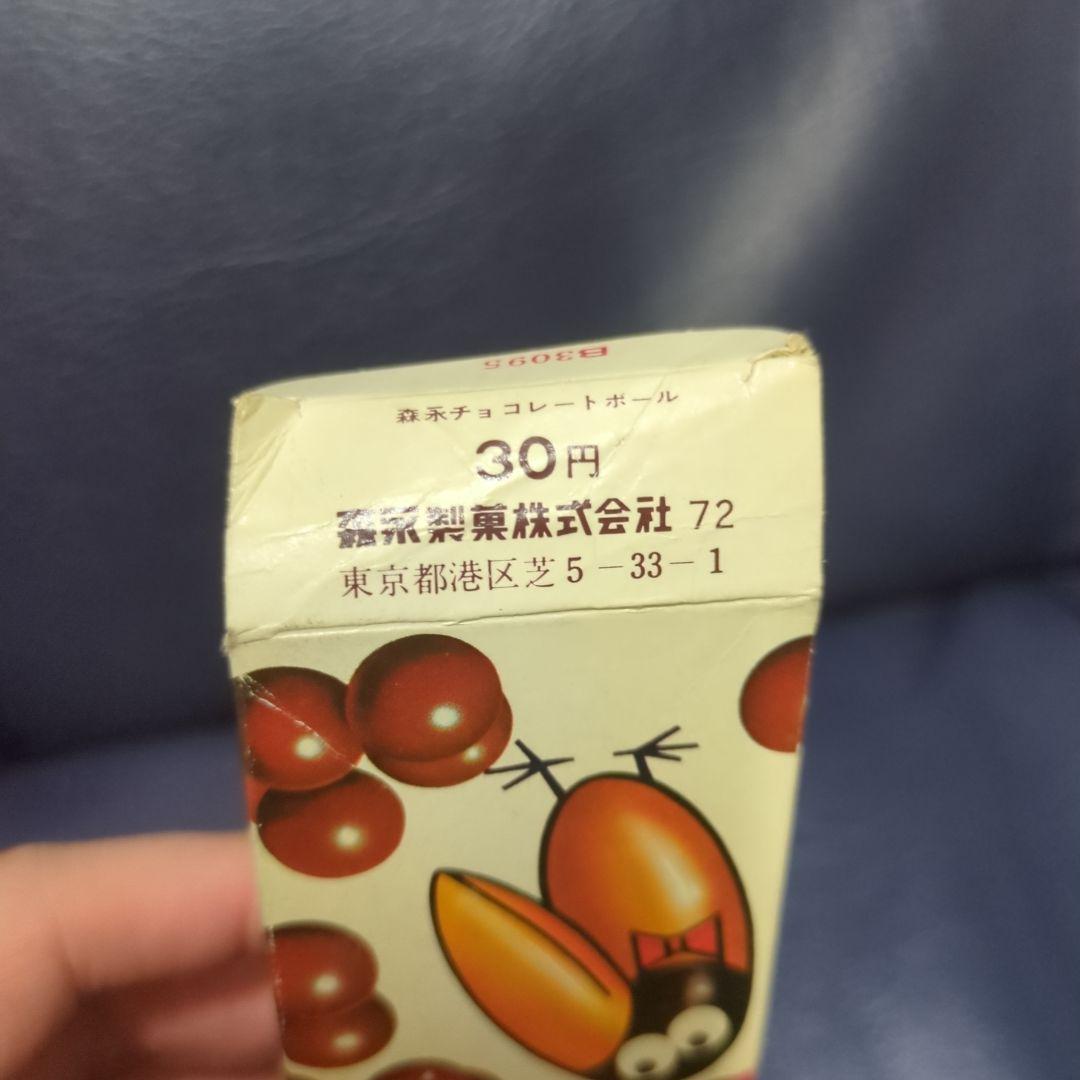 B3095
森永チョコレートボール
30円
森永製菓株式会社 72
東京都港区芝5-33-1